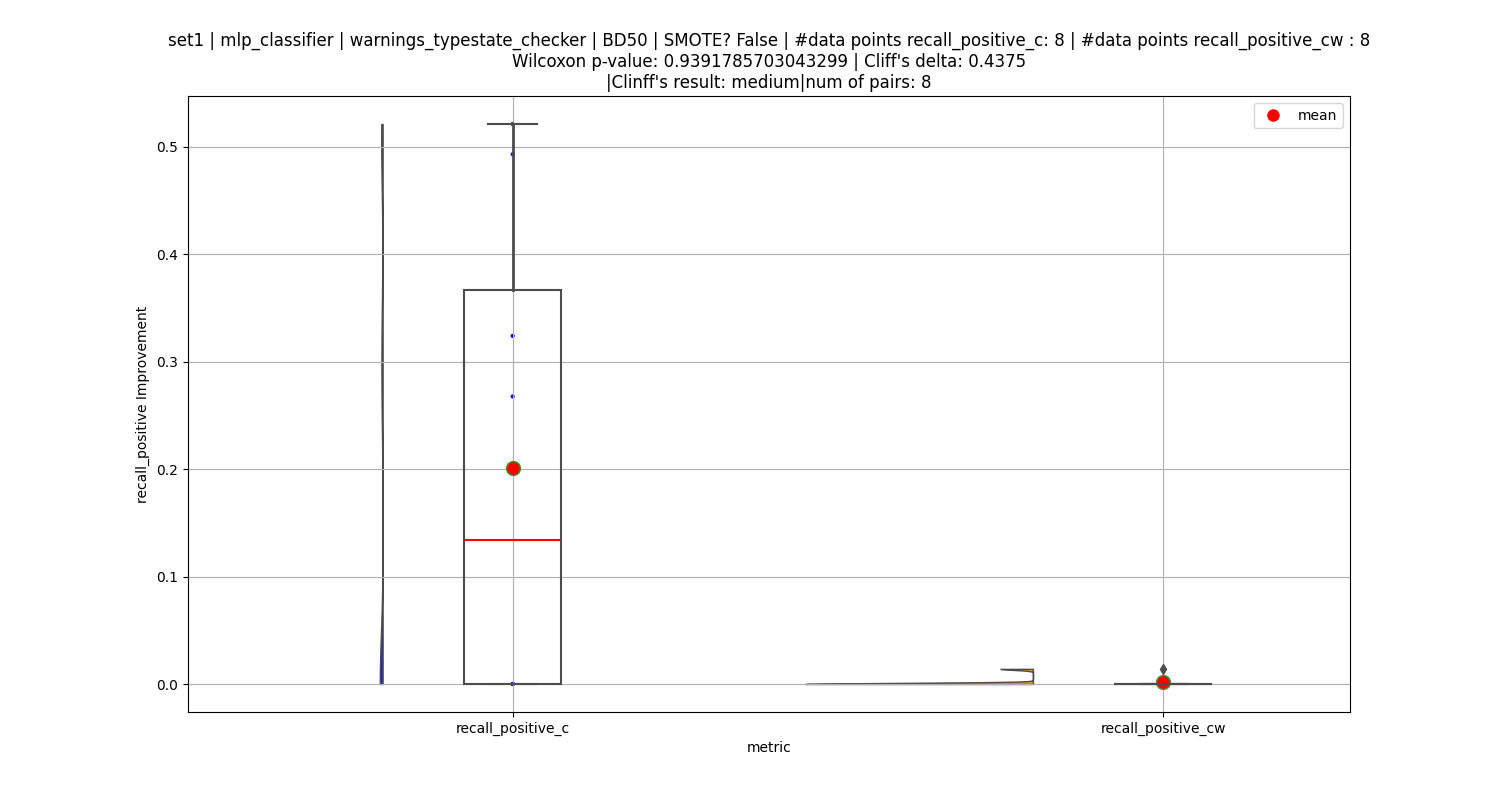 set1 | mlp_classifier | warnings_typestate_checker | BD50 | SMOTE? False | #data points recall_positive_c: 8 | #data points recall_positive_cw : 8
Wilcoxon p-value: 0.9391785703043299 | Cliff's delta: 0.4375
|Clinff's result: medium|num of pairs: 8
mean
0.5
0.4
0.3
0.2
0.1
0.0
recall_positive Improvement
recall_positive_c
recall_positive_cw
metric